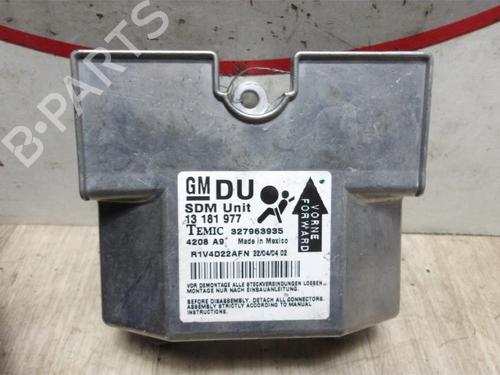 B-PARTS
GM DU
SDM Unit
13 181 977
TEMIC 327963935
4208 A9 Made in Mexico
R1V4D22AFN 22/04/04 02
VORNE
FORWARD
VOR DEMONTAGE ALLE STECKVERBINDUNGEN LOESEN.
MONTAGE NUR NACH EINBAUANLEITUNG.
BEFORE DISASSEMBLY, DETACH ALL CONNECTORS.
ASSEMBLY STRICTLY ACCORDING TO MANUAL
INSTRUCTIONS.